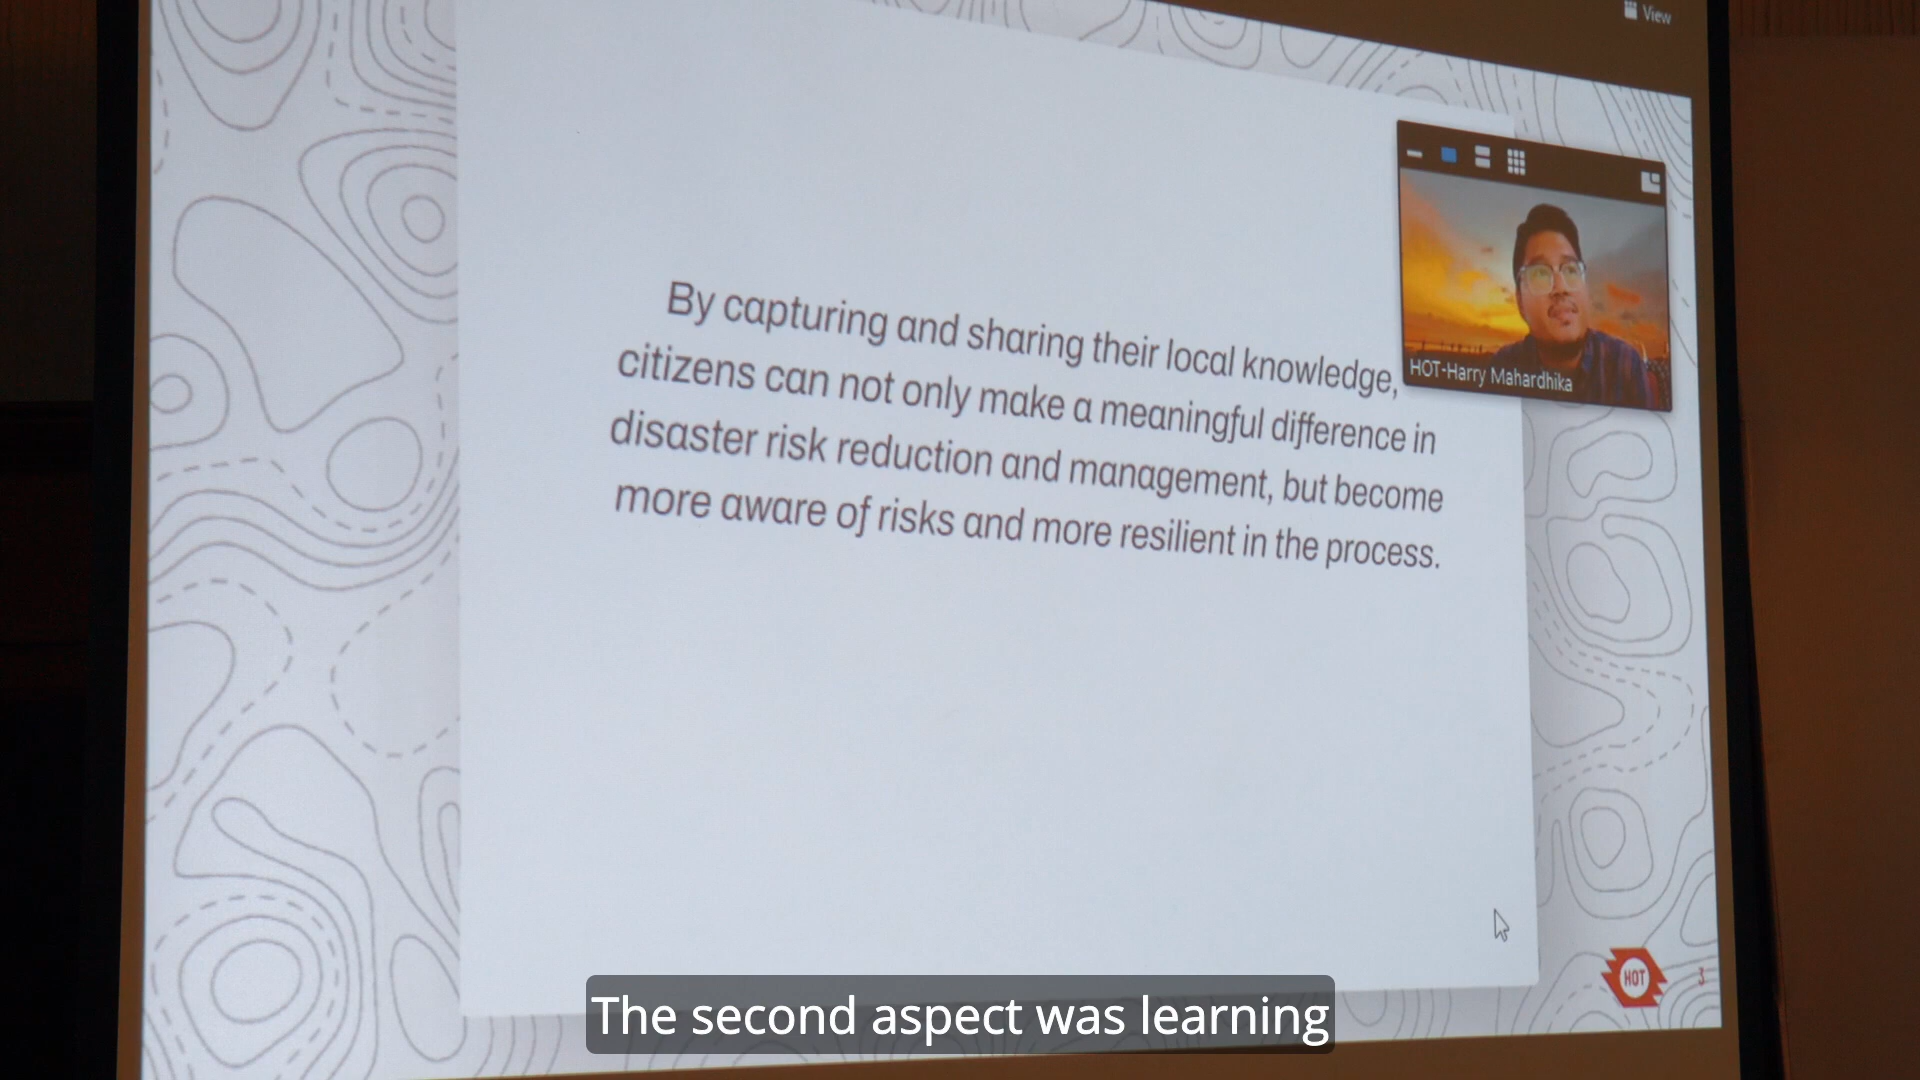 View
By capturing and sharing their local knowledge,
citizens can not only make a meaningful difference in
disaster risk reduction and management, but become
more aware of risks and more resilient in the process.
HOT-Harry Mahardhika
HOT
3
The second aspect was learning